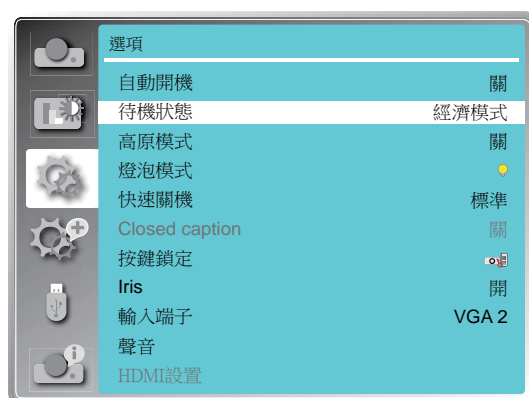 選項
自動開機 關
待機狀態 經濟模式
高原模式 關
燈泡模式
快速關機 標準
Closed caption 關
按鍵鎖定
Iris 開
輸入端子 VGA 2
聲音
HDMI設置